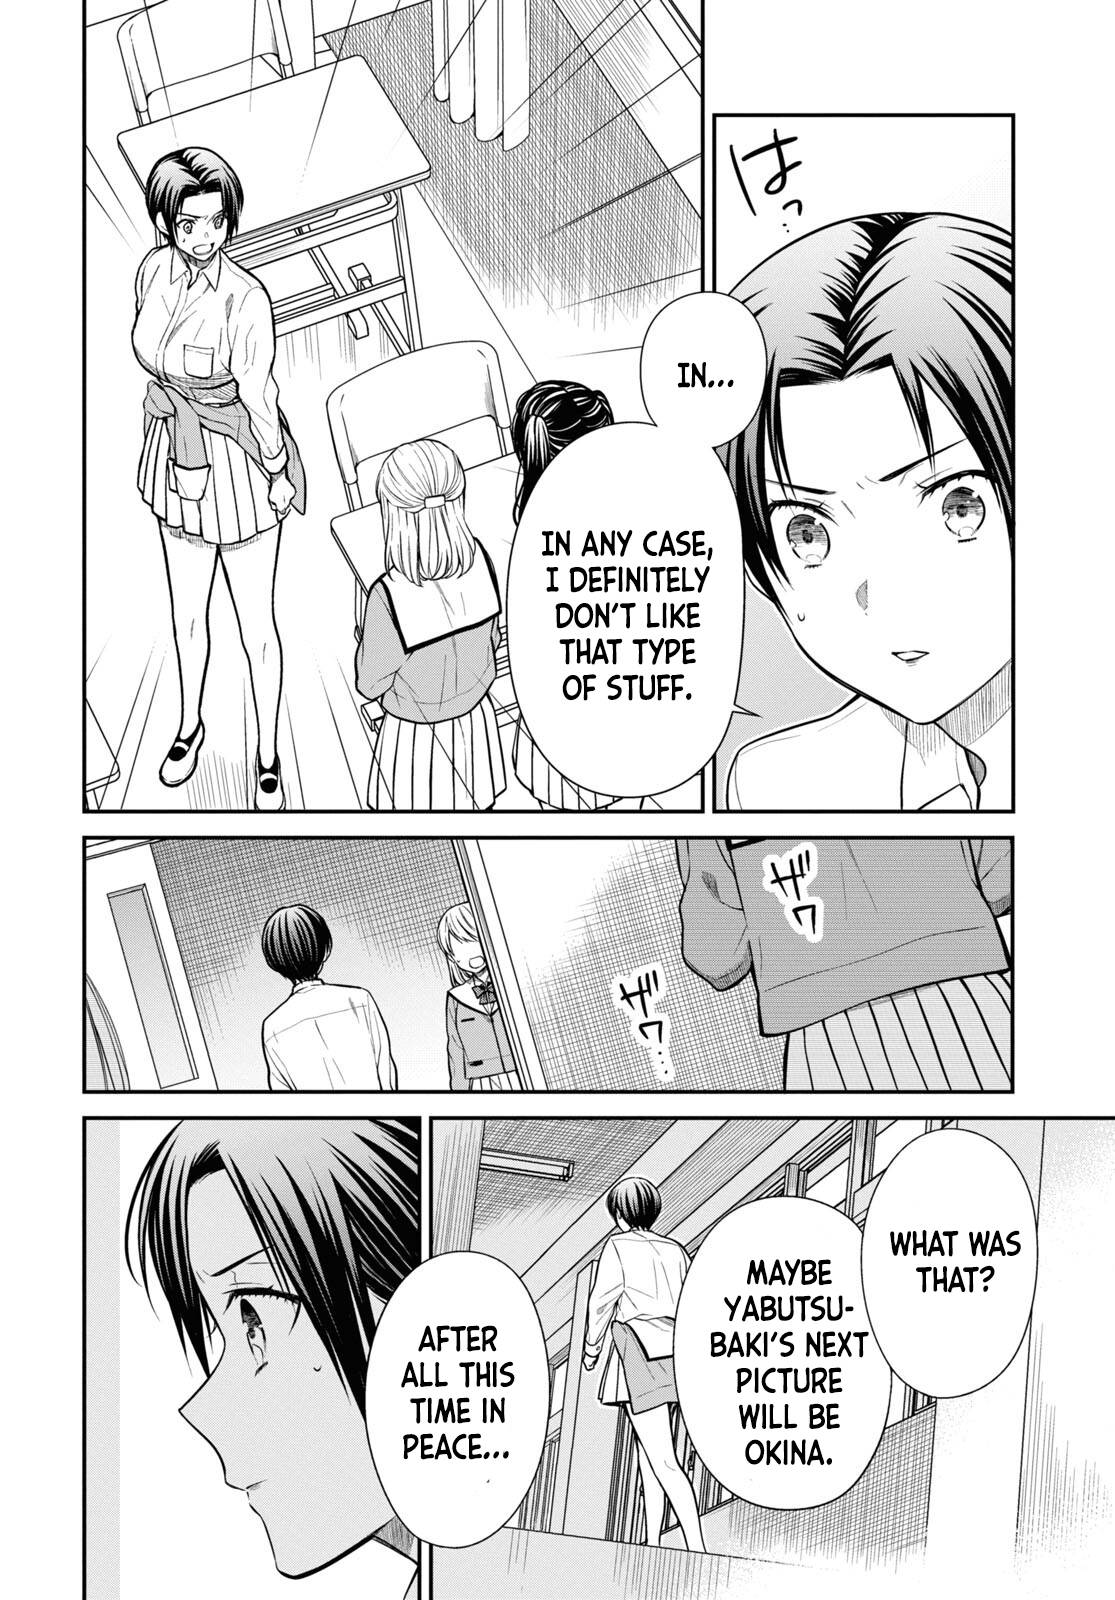 はっ
IN...
IN ANY CASE,
I DEFINITELY
DON'T LIKE
THAT TYPE
OF STUFF.
ザワ
ザワ
WHAT WAS
THAT?
MAYBE
YABUTSU-
BAKI'S NEXT
PICTURE
WILL BE
OKINA.
AFTER
ALL THIS
TIME IN
PEACE...